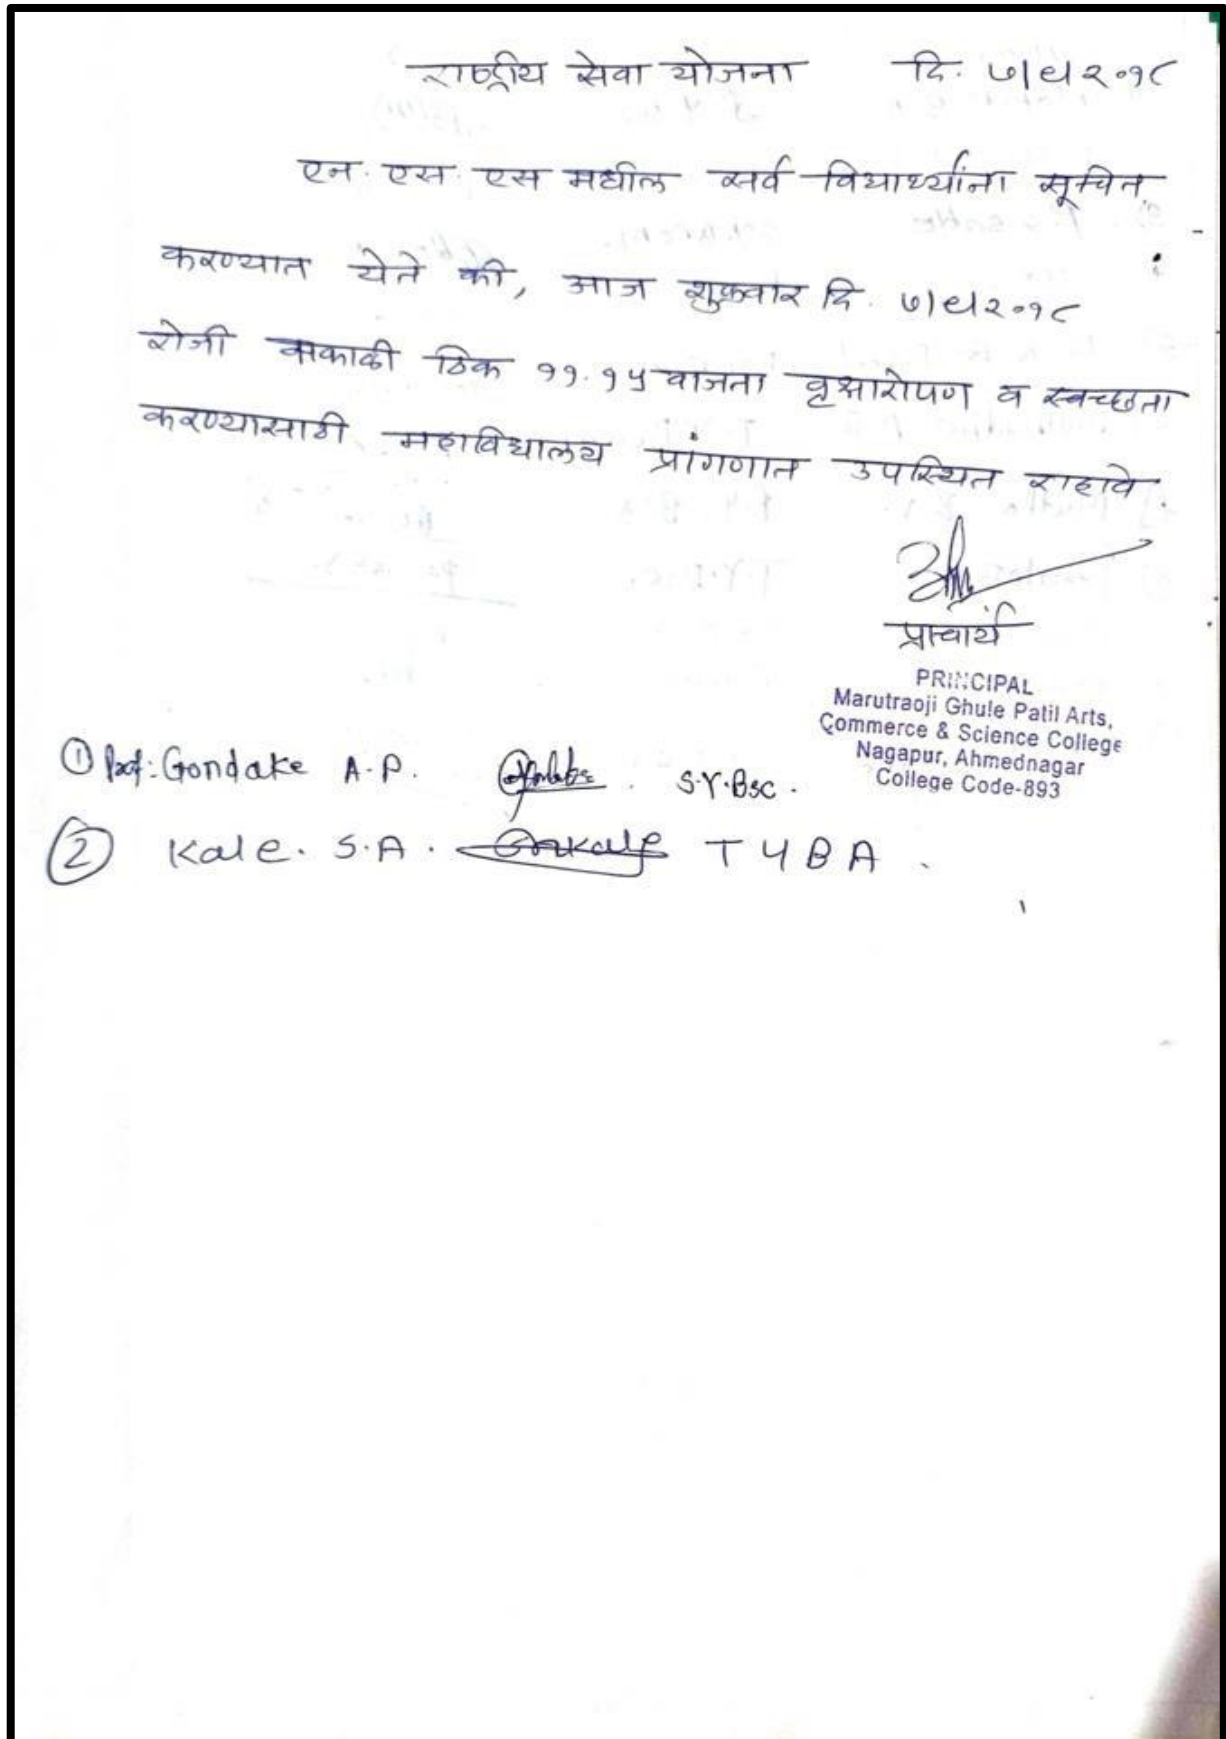 राष्ट्रीय सेवा योजना दि. ७/९/२०१८
एन. एस. एस मधील सर्व विद्यार्थ्यांना सूचित
करण्यात येते की, आज शुक्रवार दि. ७/९/२०१८
रोजी सकाळी ठिक ११.१५ वाजता वृक्षारोपण व स्वच्छता
करण्यासाठी महाविद्यालय प्रांगणात उपस्थित राहावे.
प्राचार्य
PRINCIPAL
Marutraoji Ghule Patil Arts,
Commerce & Science College
Nagapur, Ahmednagar
College Code-893
① Prof: Gondake A.P. S.Y.Bsc.
② Kale. S.A. TYBA.